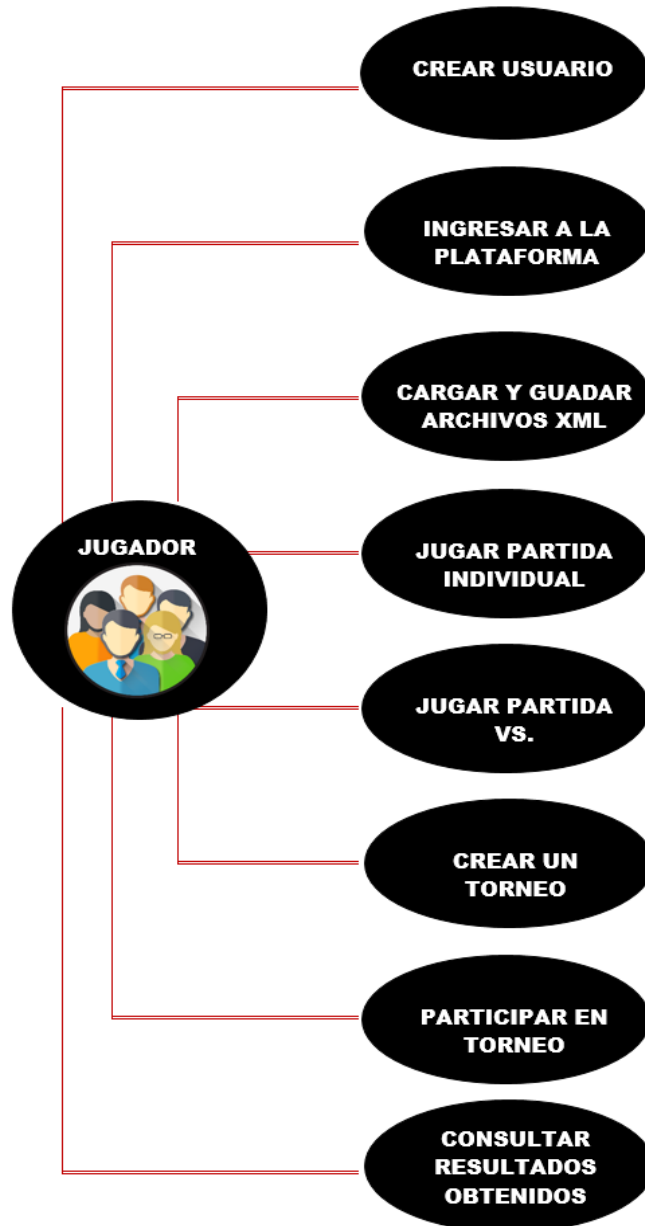 CREAR USUARIO
INGRESAR A LA
PLATAFORMA
CARGAR Y GUADAR
ARCHIVOS XML
JUGADOR
JUGAR PARTIDA
INDIVIDUAL
JUGAR PARTIDA
VS.
CREAR UN
TORNEO
PARTICIPAR EN
TORNEO
CONSULTAR
RESULTADOS
OBTENIDOS